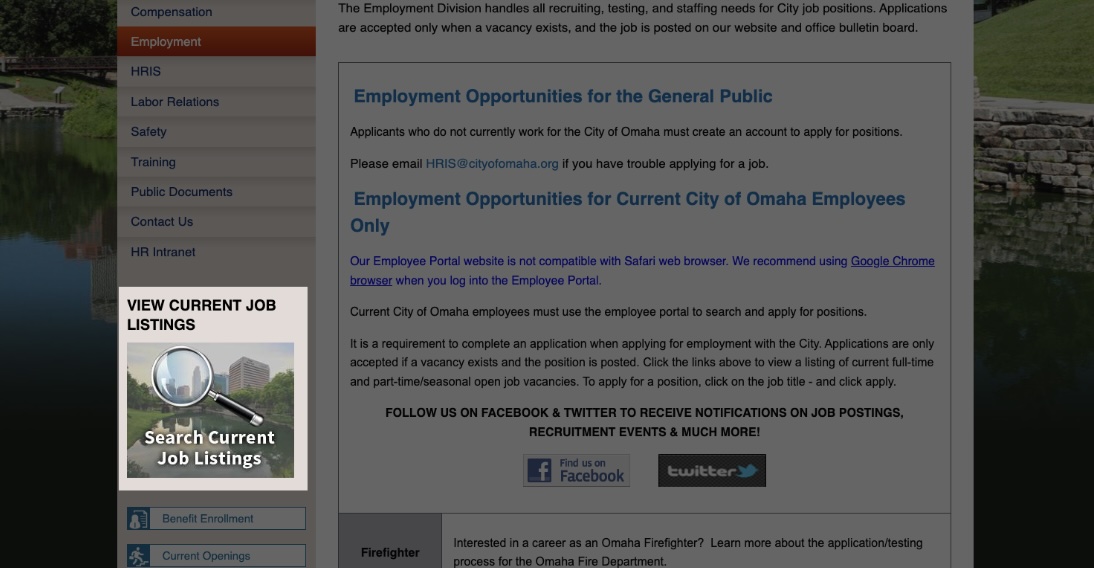 Compensation
Employment
HRIS
Labor Relations
Safety
Training
Public Documents
Contact Us
HR Intranet
VIEW CURRENT JOB
LISTINGS
Search Current
Job Listings
Benefit Enrollment
Current Openings
The Employment Division handles all recruiting, testing, and staffing needs for City job positions. Applications
are accepted only when a vacancy exists, and the job is posted on our website and office bulletin board.
Employment Opportunities for the General Public
Applicants who do not currently work for the City of Omaha must create an account to apply for positions.
Please email HRIS@cityofomaha.org if you have trouble applying for a job.
Employment Opportunities for Current City of Omaha Employees
Only
Our Employee Portal website is not compatible with Safari web browser. We recommend using Google Chrome
browser when you log into the Employee Portal.
Current City of Omaha employees must use the employee portal to search and apply for positions.
It is a requirement to complete an application when applying for employment with the City. Applications are only
accepted if a vacancy exists and the position is posted. Click the links above to view a listing of current full-time
and part-time/seasonal open job vacancies. To apply for a position, click on the job title - and click apply.
FOLLOW US ON FACEBOOK & TWITTER TO RECEIVE NOTIFICATIONS ON JOB POSTINGS,
RECRUITMENT EVENTS & MUCH MORE!
Find us on
Facebook
twitter
Firefighter
Interested in a career as an Omaha Firefighter? Learn more about the application/testing
process for the Omaha Fire Department.